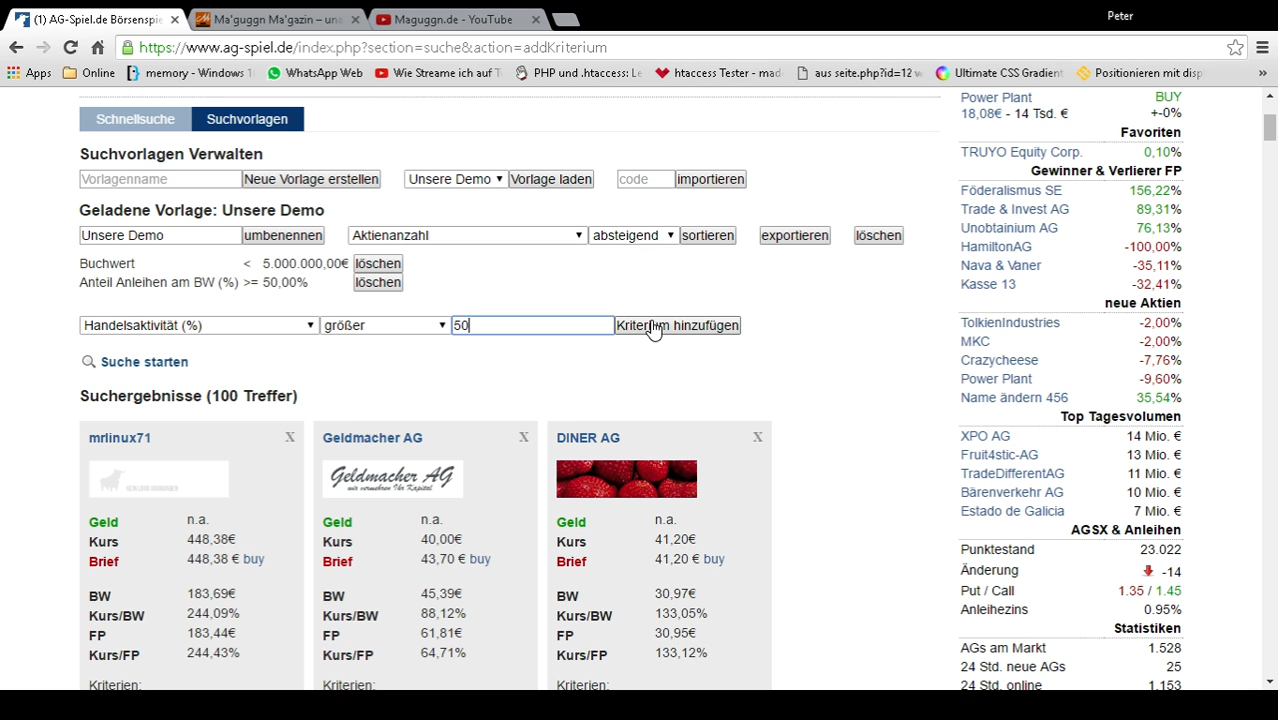 (1) AG-Spiel.de Börsenspie
Ma'guggn Ma'gazin – una
Maguggn.de - YouTube
Peter
https://www.ag-spiel.de/index.php?section=suche&action=addKriterium
Apps
Online
memory - Windows 1
WhatsApp Web
Wie Streame ich auf T
PHP und .htaccess: Le
htaccess Tester - mad
aus seite.php?id=12 w
Ultimate CSS Gradient
Positionieren mit disp
»
Schnellsuche
Suchvorlagen
Suchvorlagen Verwalten
Vorlagenname
Neue Vorlage erstellen
Unsere Demo
Vorlage laden
code
importieren
Geladene Vorlage: Unsere Demo
Unsere Demo
umbenennen
Aktienanzahl
absteigend
sortieren
exportieren
löschen
Buchwert < 5.000.000,00€ löschen
Anteil Anleihen am BW (%) >= 50,00% löschen
Handelsaktivität (%)
größer
50
Kriterium hinzufügen
Suche starten
Suchergebnisse (100 Treffer)
mrlinux71 X
Geld n.a.
Kurs 448,38€
Brief 448,38 € buy
BW 183,69€
Kurs/BW 244,09%
FP 183,44€
Kurs/FP 244,43%
Kriterien:
Geldmacher AG X
Geldmacher AG
wir vermehren Ihr Kapital
Geld n.a.
Kurs 40,00€
Brief 43,70 € buy
BW 45,39€
Kurs/BW 88,12%
FP 61,81€
Kurs/FP 64,71%
Kriterien:
DINER AG X
Geld n.a.
Kurs 41,20€
Brief 41,20 € buy
BW 30,97€
Kurs/BW 133,05%
FP 30,95€
Kurs/FP 133,12%
Kriterien:
Power Plant BUY
18,08€ - 14 Tsd. € +-0%
Favoriten
TRUYO Equity Corp. 0,10%
Gewinner & Verlierer FP
Föderalismus SE 156,22%
Trade & Invest AG 89,31%
Unobtainium AG 76,13%
HamiltonAG -100,00%
Nava & Vaner -35,11%
Kasse 13 -32,41%
neue Aktien
TolkienIndustries -2,00%
MKC -2,00%
Crazycheese -7,76%
Power Plant -9,60%
Name ändern 456 35,54%
Top Tagesvolumen
XPO AG 14 Mio. €
Fruit4stic-AG 13 Mio. €
TradeDifferentAG 11 Mio. €
Bärenverkehr AG 10 Mio. €
Estado de Galicia 7 Mio. €
AGSX & Anleihen
Punktestand 23.022
Änderung -14
Put / Call 1.35 / 1.45
Anleihezins 0.95%
Statistiken
AGs am Markt 1.528
24 Std. neue AGs 25
24 Std. online 1.153